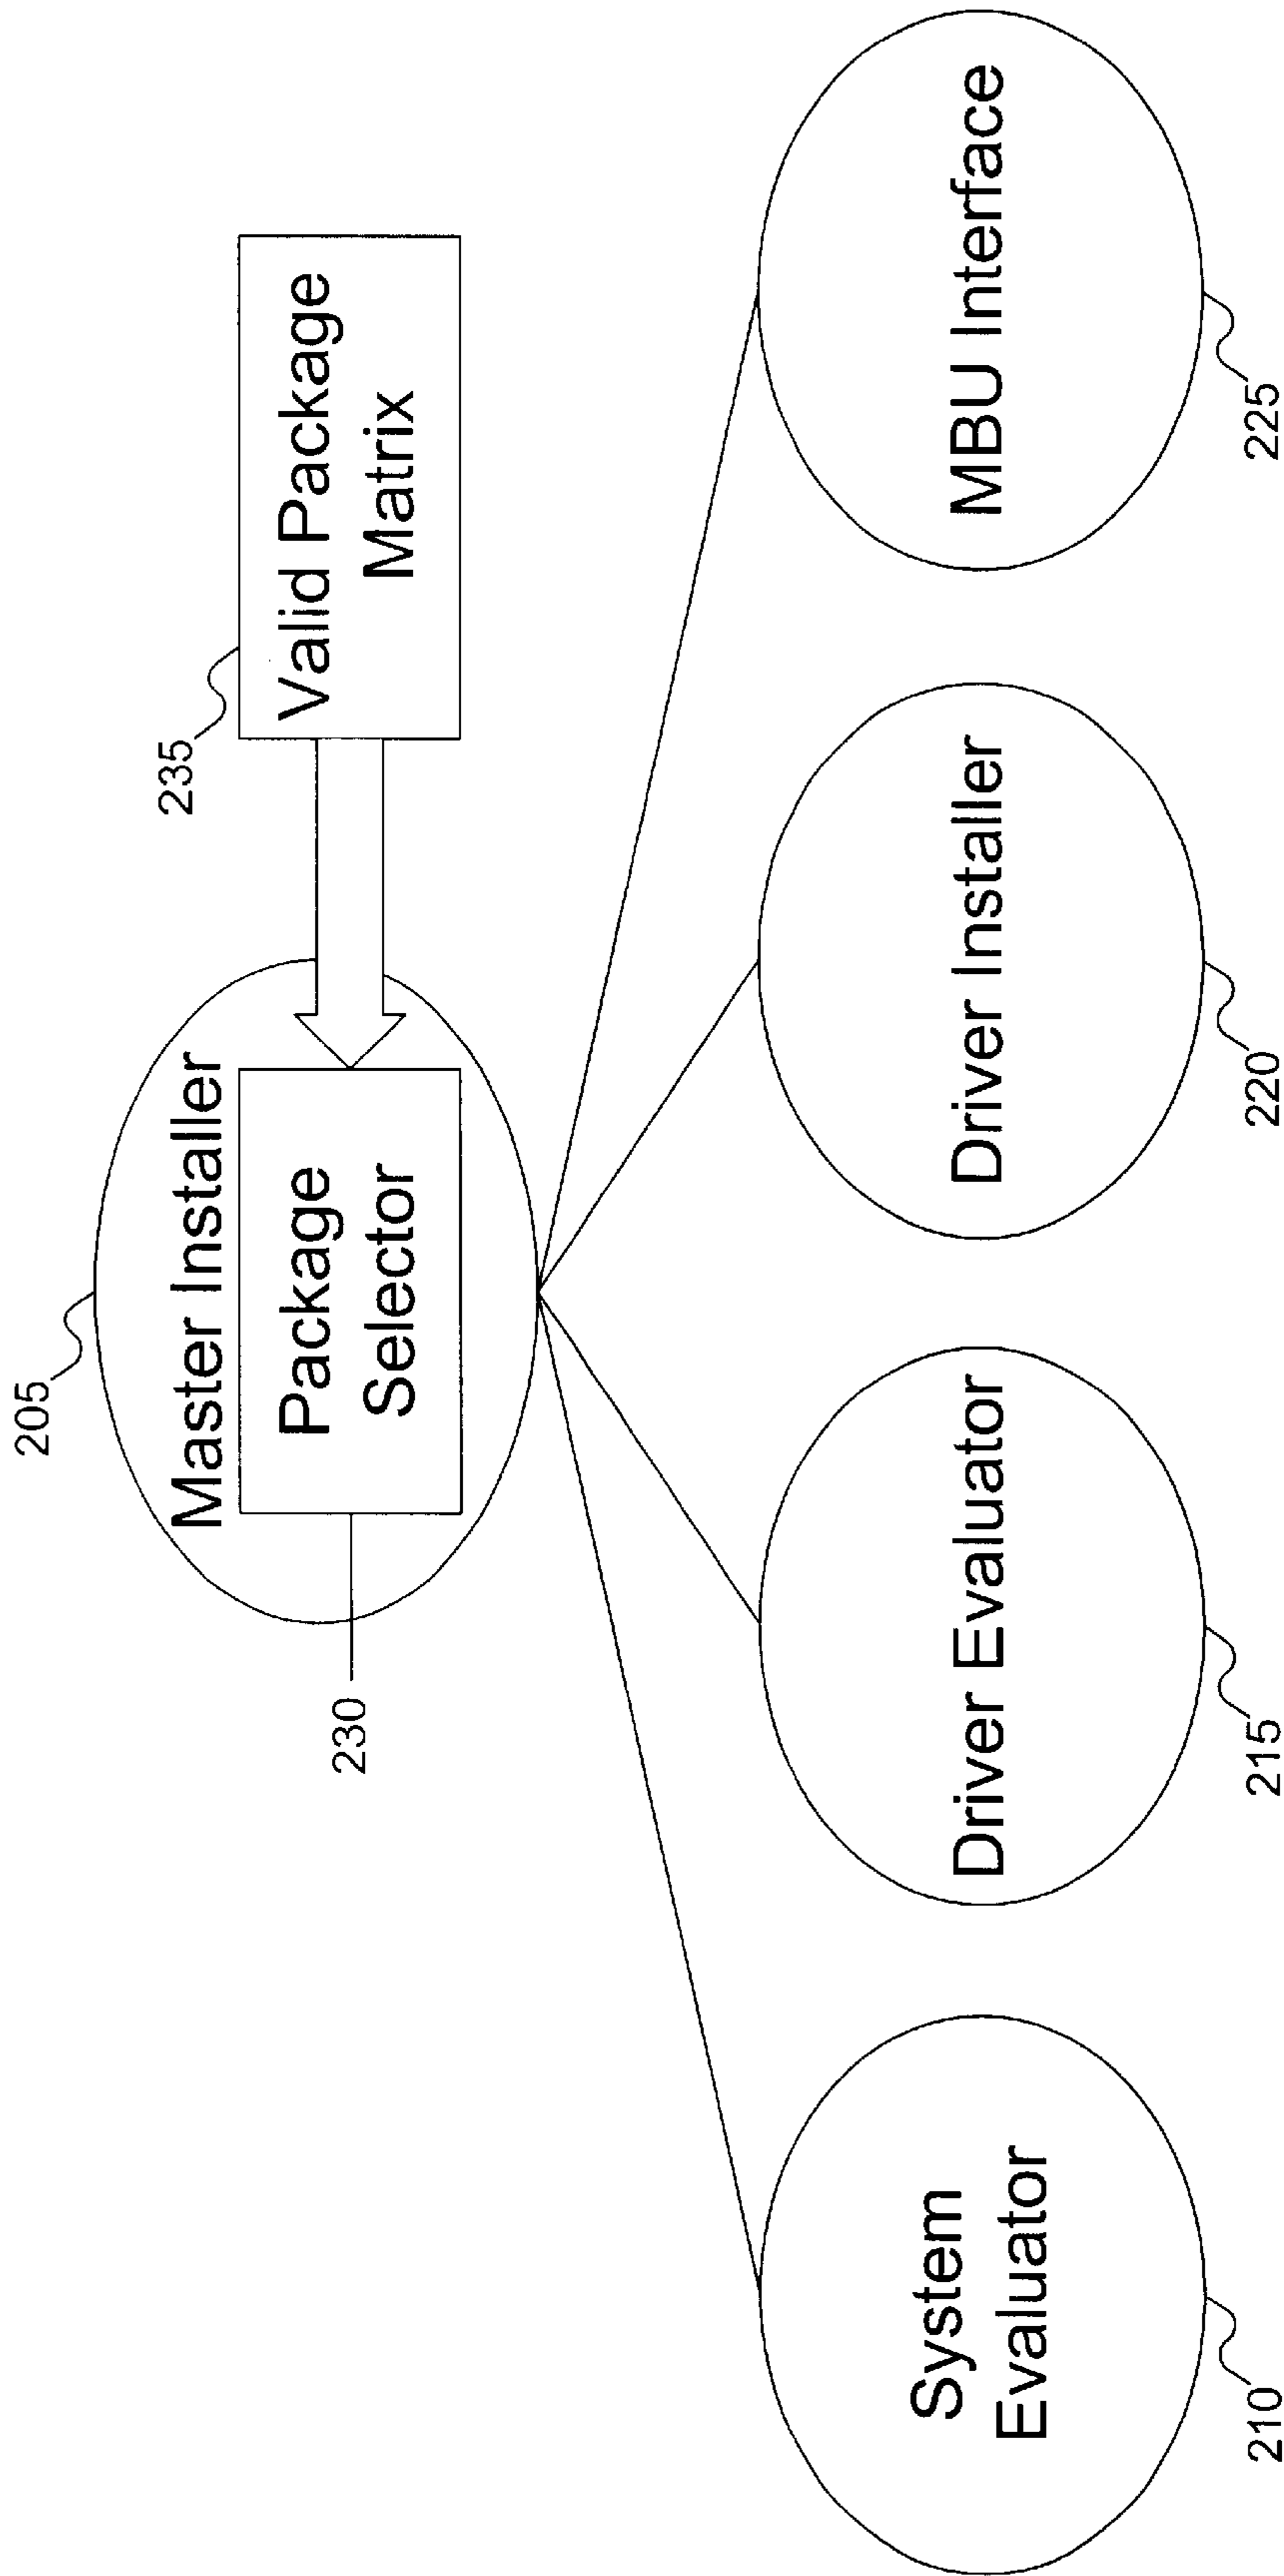 205
Master Installer
235
Package
Selector
Valid Package
Matrix
230
System
Evaluator
Driver Evaluator
Driver Installer
MBU Interface
210
215
220
225